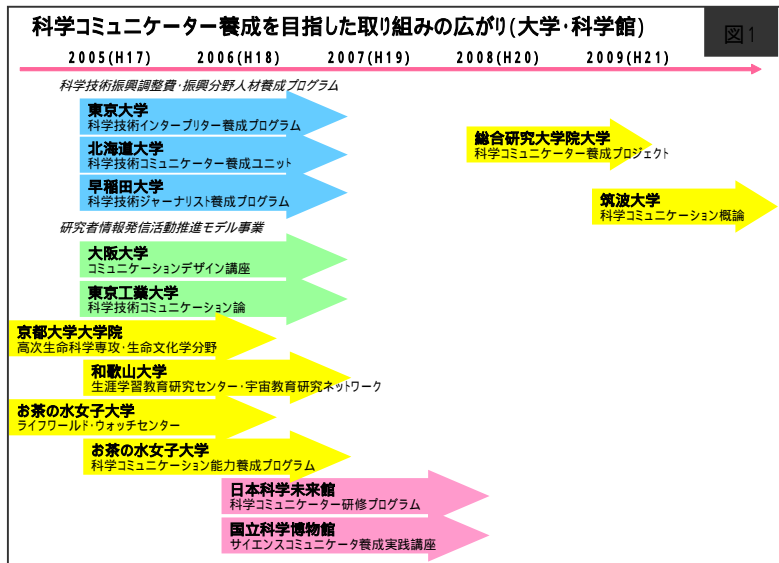 科学コミュニケーター養成を目指した取り組みの広がり(大学・科学館)
図1
2005(H17) 2006(H18) 2007(H19) 2008(H20) 2009(H21)
科学技術振興調整費・振興分野人材養成プログラム
東京大学
科学技術インタープリター養成プログラム
北海道大学
科学技術コミュニケーター養成ユニット
早稲田大学
科学技術ジャーナリスト養成プログラム
総合研究大学院大学
科学コミュニケーター養成プロジェクト
筑波大学
科学コミュニケーション概論
研究者情報発信活動推進モデル事業
大阪大学
コミュニケーションデザイン講座
東京工業大学
科学技術コミュニケーション論
京都大学大学院
高次生命科学専攻・生命文化学分野
和歌山大学
生涯学習教育研究センター・宇宙教育研究ネットワーク
お茶の水女子大学
ライフワールド・ウォッチセンター
お茶の水女子大学
科学コミュニケーション能力養成プログラム
日本科学未来館
科学コミュニケーター研修プログラム
国立科学博物館
サイエンスコミュニケータ養成実践講座